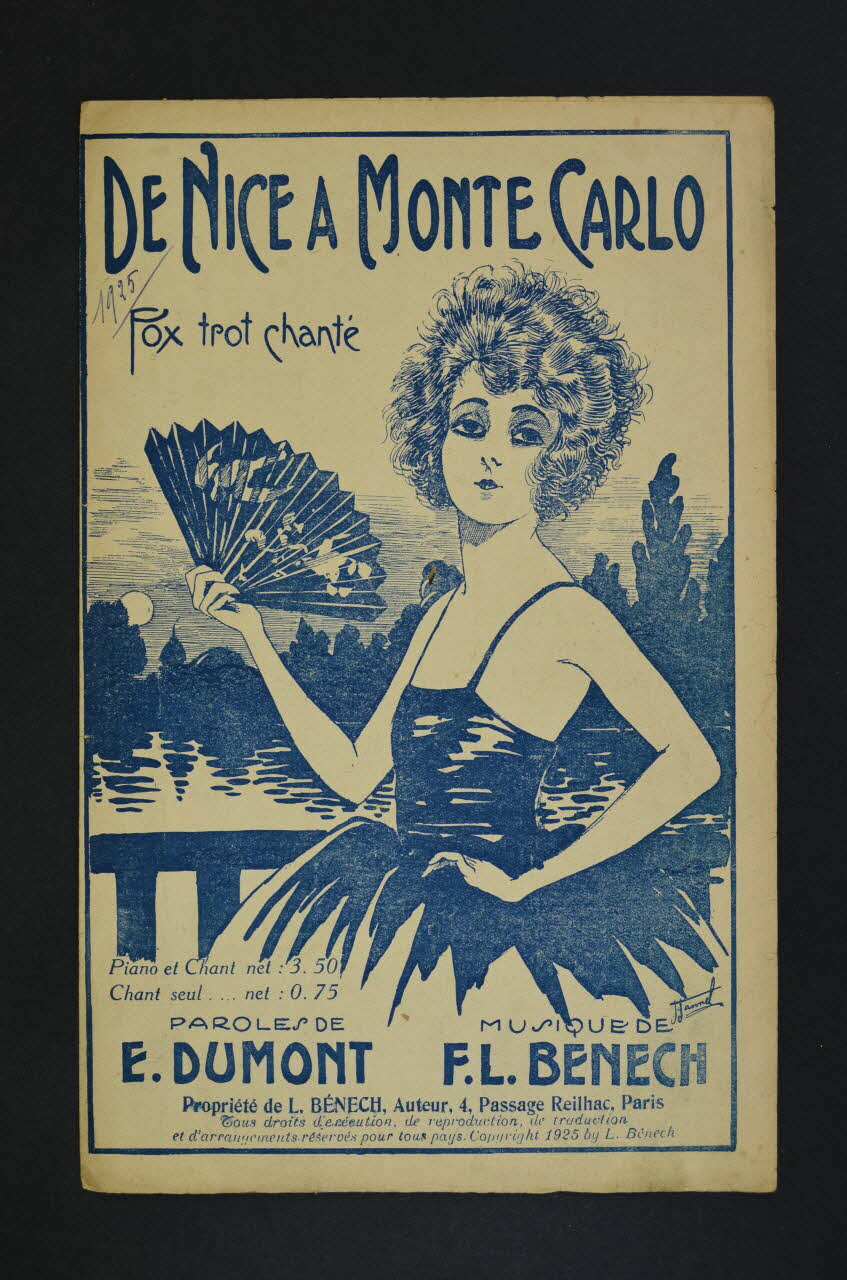 DE NICE A MONTE CARLO
1925
Fox trot chanté
Piano et Chant net : 3.50
Chant seul .... net : 0.75
PAROLES DE
E. DUMONT
MUSIQUE DE
F.L. BENECH
Propriété de L. BÉNECH, Auteur, 4, Passage Reilhac, Paris
Tous droits d'exécution, de reproduction, de traduction
et d'arrangements réservés pour tous pays. Copyright 1925 by L. Bénech